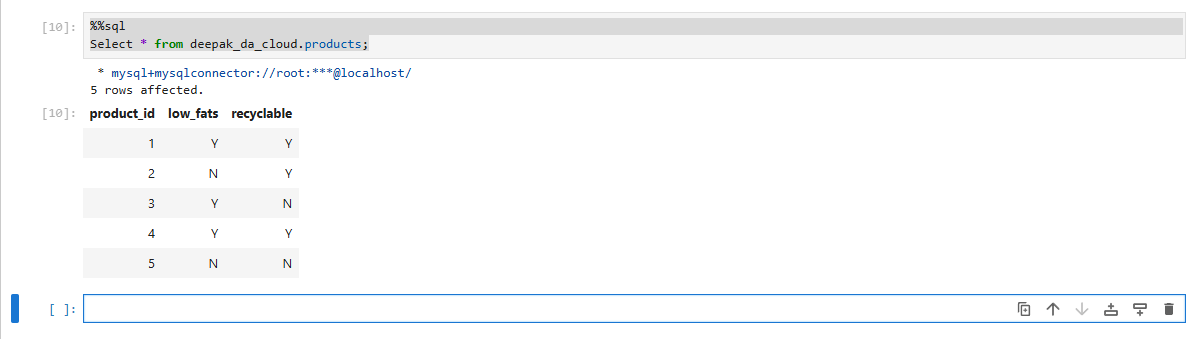 [10]: %%sql
Select * from deepak_da_cloud.products;
* mysql+mysqlconnector://root:***@localhost/
5 rows affected.
[10]: product_id low_fats recyclable
1 Y Y
2 N Y
3 Y N
4 Y Y
5 N N
[ ]: